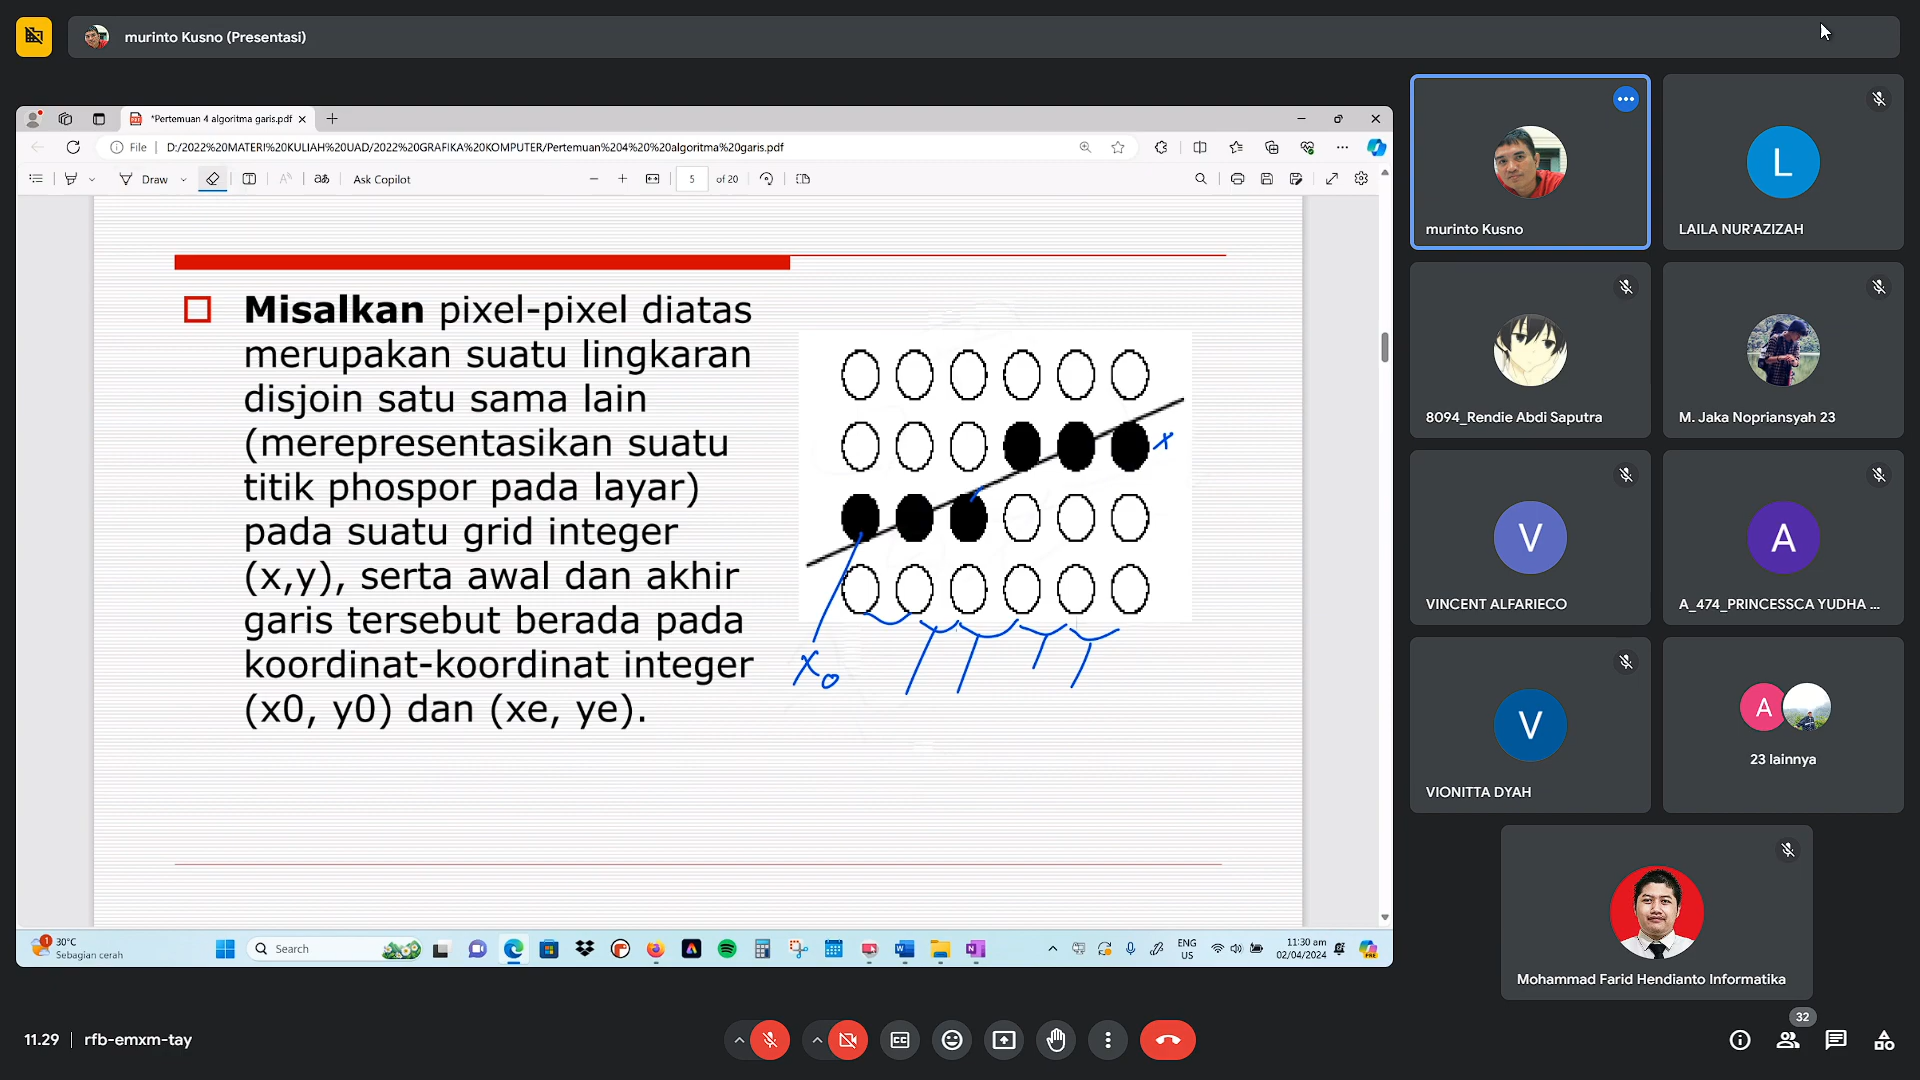 murinto Kusno (Presentasi)
*Pertemuan 4 algoritma garis.pdf
File | D:/2022%20MATERI%20KULIAH%20UAD/2022%20GRAFIKA%20KOMPUTER/Pertemuan%204%20%20algoritma%20garis.pdf
Draw
aあ
Ask Copilot
5 of 20
Misalkan pixel-pixel diatas
merupakan suatu lingkaran
disjoin satu sama lain
(merepresentasikan suatu
titik phospor pada layar)
pada suatu grid integer
(x,y), serta awal dan akhir
garis tersebut berada pada
koordinat-koordinat integer
(x0, y0) dan (xe, ye).
x
x0
1
30°C
Sebagian cerah
Search
ENG
US
11:30 am
02/04/2024
PRE
murinto Kusno
L
LAILA NUR'AZIZAH
8094_Rendie Abdi Saputra
M. Jaka Nopriansyah 23
V
VINCENT ALFARIECO
A
A_474_PRINCESSCA YUDHA ...
V
VIONITTA DYAH
A
23 lainnya
Mohammad Farid Hendianto Informatika
11.29 | rfb-emxm-tay
32